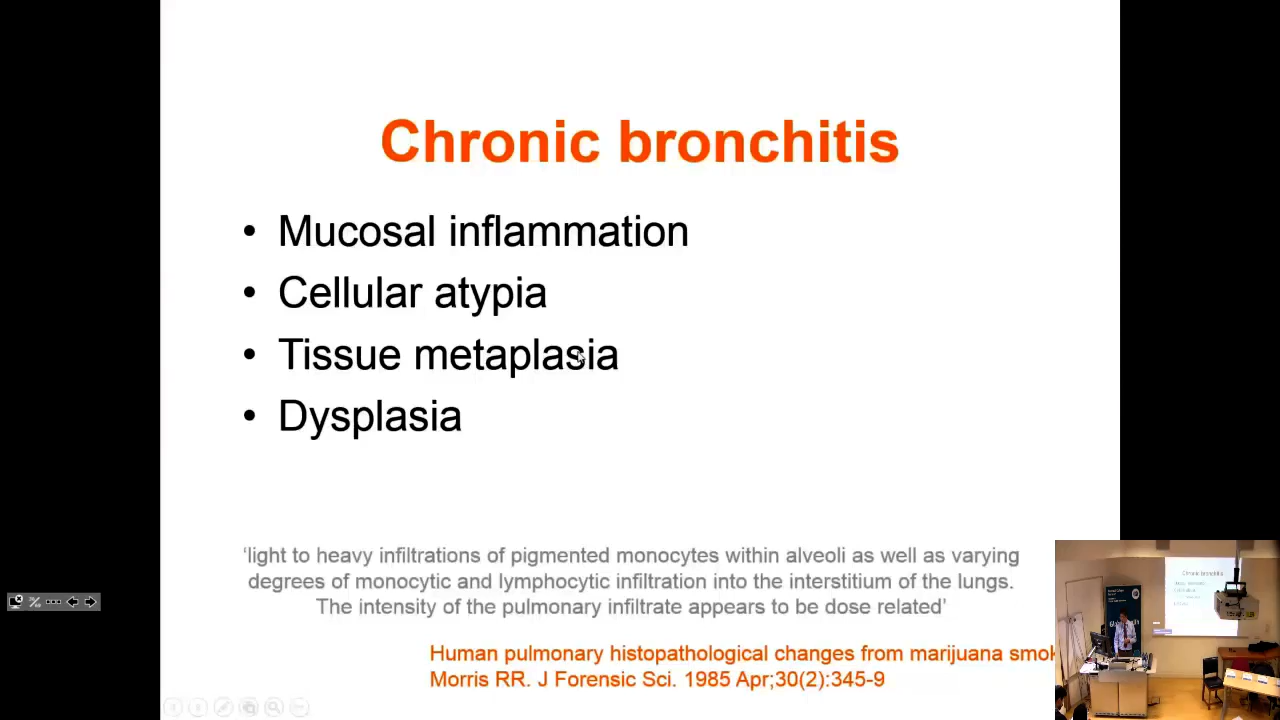 Chronic bronchitis
• Mucosal inflammation
• Cellular atypia
• Tissue metaplasia
• Dysplasia
‘light to heavy infiltrations of pigmented monocytes within alveoli as well as varying
degrees of monocytic and lymphocytic infiltration into the interstitium of the lungs.
The intensity of the pulmonary infiltrate appears to be dose related’
Human pulmonary histopathological changes from marijuana smok
Morris RR. J Forensic Sci. 1985 Apr;30(2):345-9
Chronic bronchitis